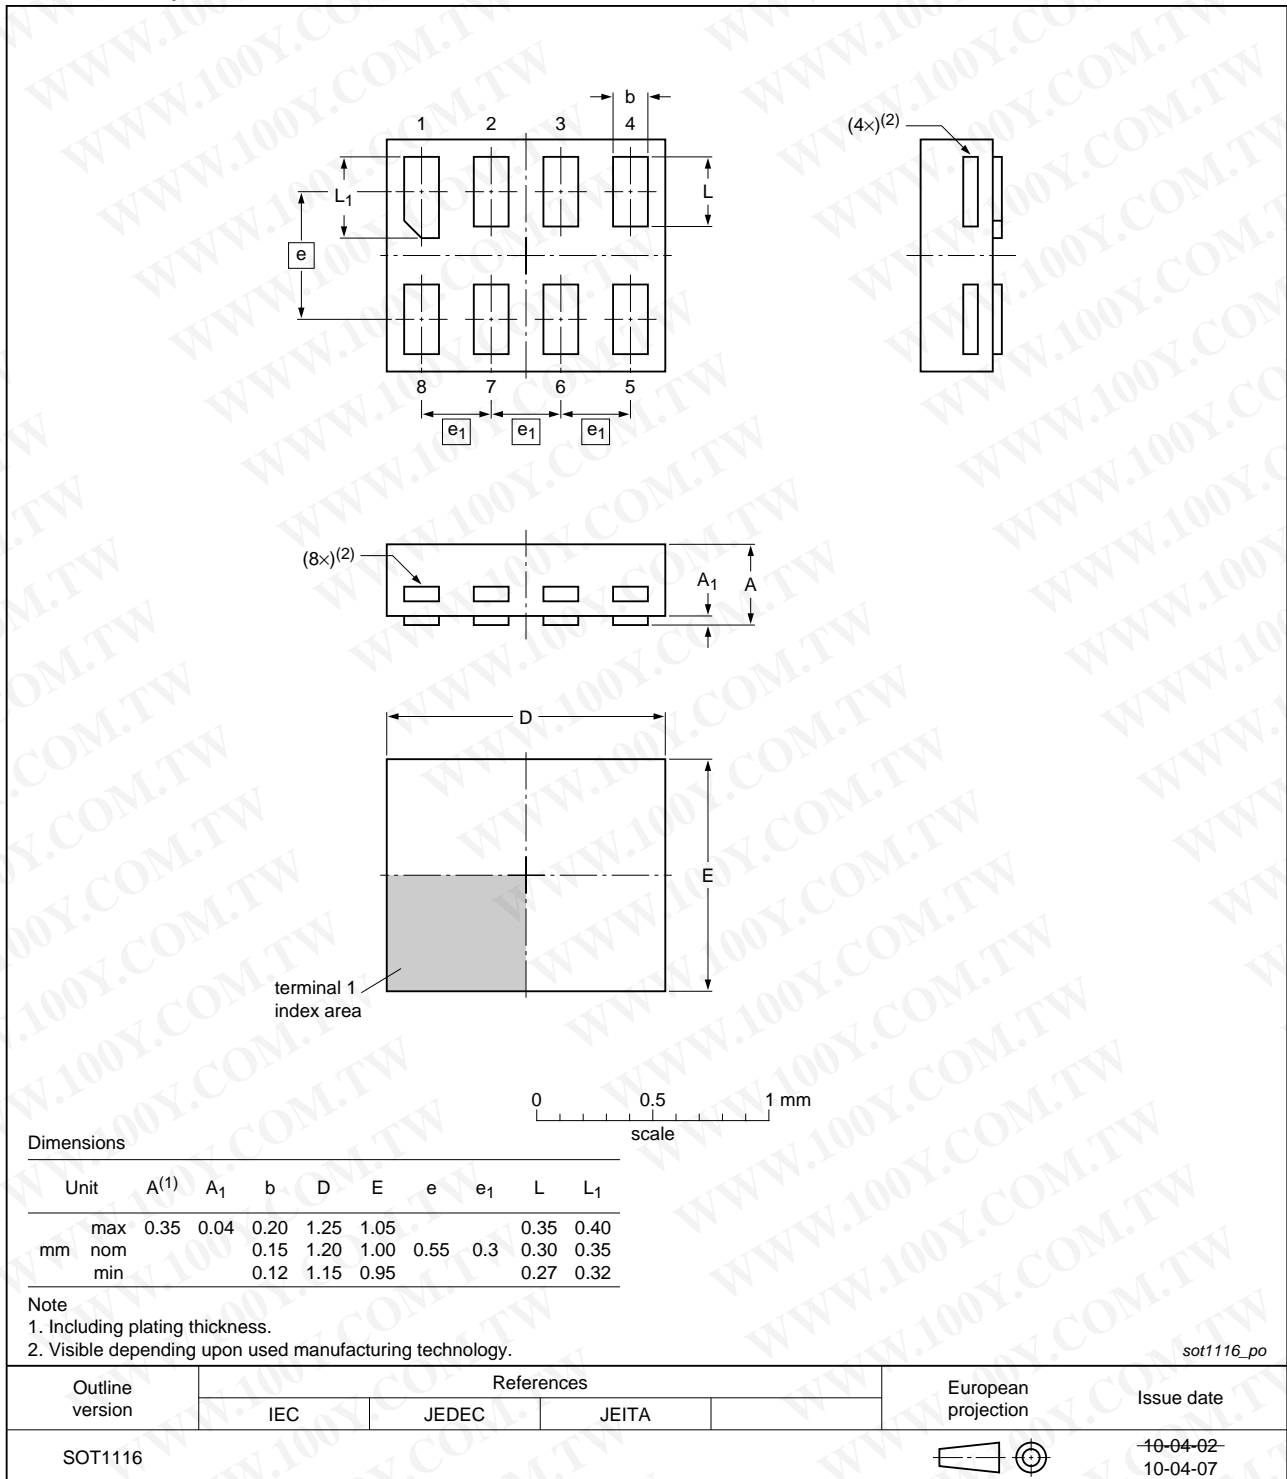 b
1 2 3 4
(4×)(2)
L1
L
e
8 7 6 5
e1 e1 e1
(8×)(2)
A1 A
D
E
terminal 1
index area
0 0.5 1 mm
scale
Dimensions
Unit A(1) A1 b D E e e1 L L1
max 0.35 0.04 0.20 1.25 1.05 0.35 0.40
mm nom 0.15 1.20 1.00 0.55 0.3 0.30 0.35
min 0.12 1.15 0.95 0.27 0.32
Note
1. Including plating thickness.
2. Visible depending upon used manufacturing technology.
sot1116_po
Outline version References European projection Issue date
IEC JEDEC JEITA
SOT1116 10-04-02
10-04-07
WWW.100Y.COM.TW